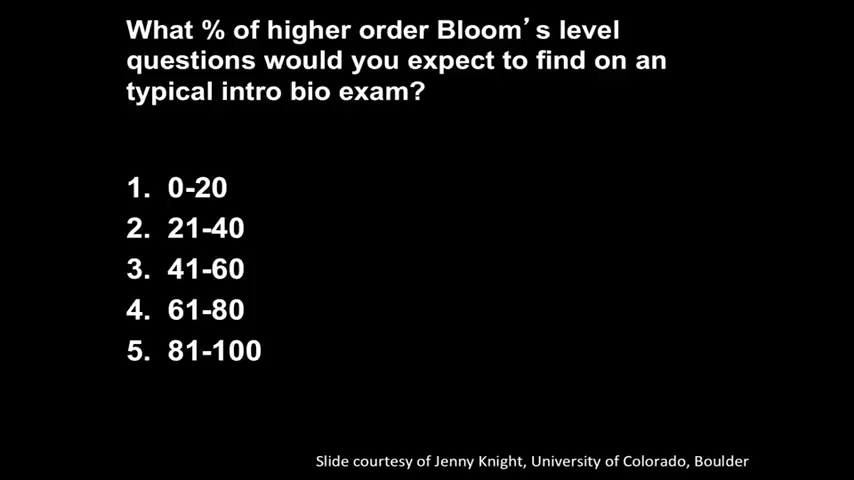 What % of higher order Bloom’s level
questions would you expect to find on an
typical intro bio exam?
1. 0-20
2. 21-40
3. 41-60
4. 61-80
5. 81-100
Slide courtesy of Jenny Knight, University of Colorado, Boulder